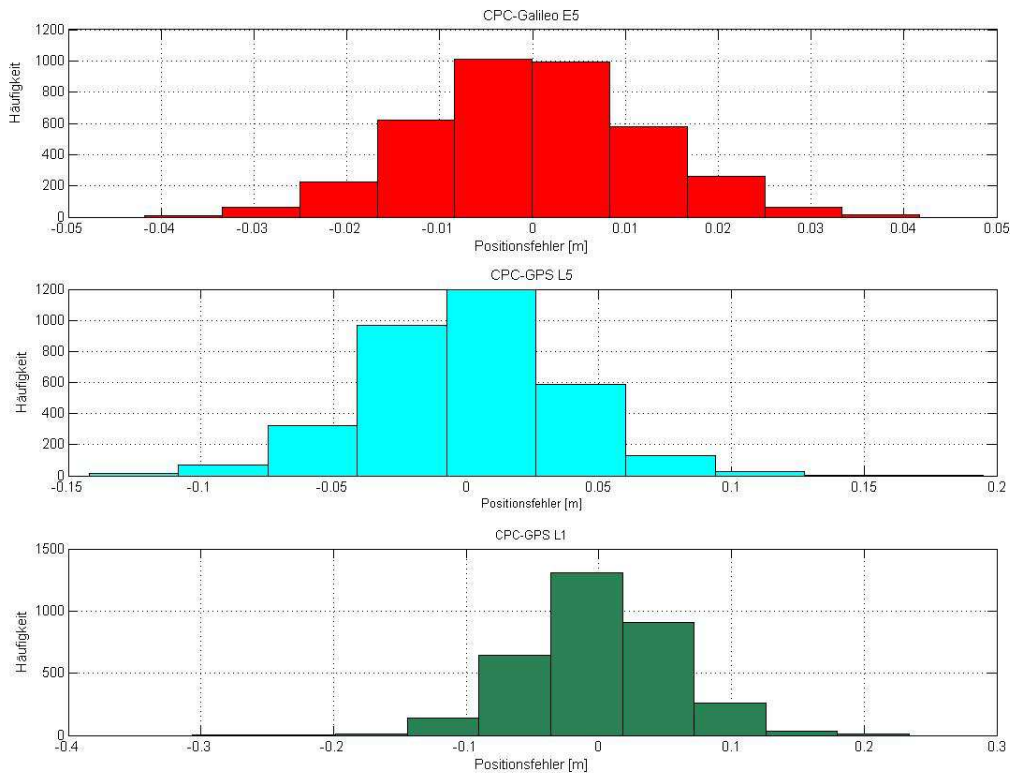 CPC-Galileo E5
Häufigkeit
1200
1000
800
600
400
200
0
-0.05 -0.04 -0.03 -0.02 -0.01 0 0.01 0.02 0.03 0.04 0.05
Positionsfehler [m]
CPC-GPS L5
Häufigkeit
1200
1000
800
600
400
200
0
-0.15 -0.1 -0.05 0 0.05 0.1 0.15 0.2
Positionsfehler [m]
CPC-GPS L1
Häufigkeit
1500
1000
500
0
-0.4 -0.3 -0.2 -0.1 0 0.1 0.2 0.3
Positionsfehler [m]